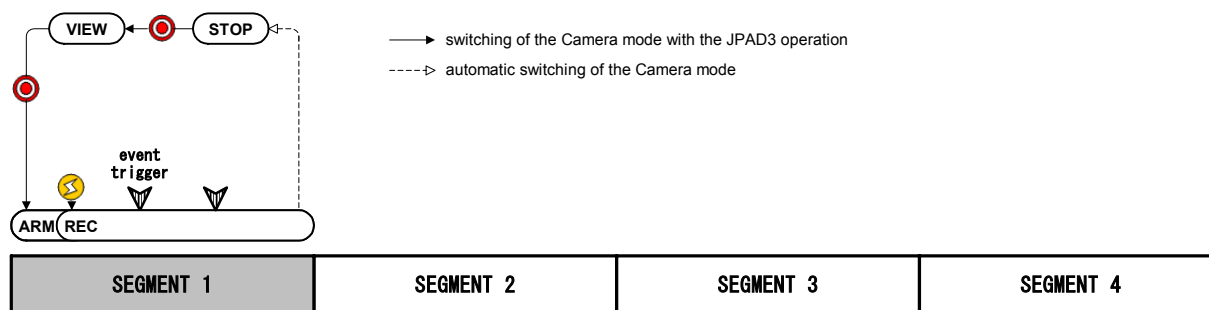 VIEW STOP
switching of the Camera mode with the JPAD3 operation
automatic switching of the Camera mode
event
trigger
ARM REC
SEGMENT 1 SEGMENT 2 SEGMENT 3 SEGMENT 4